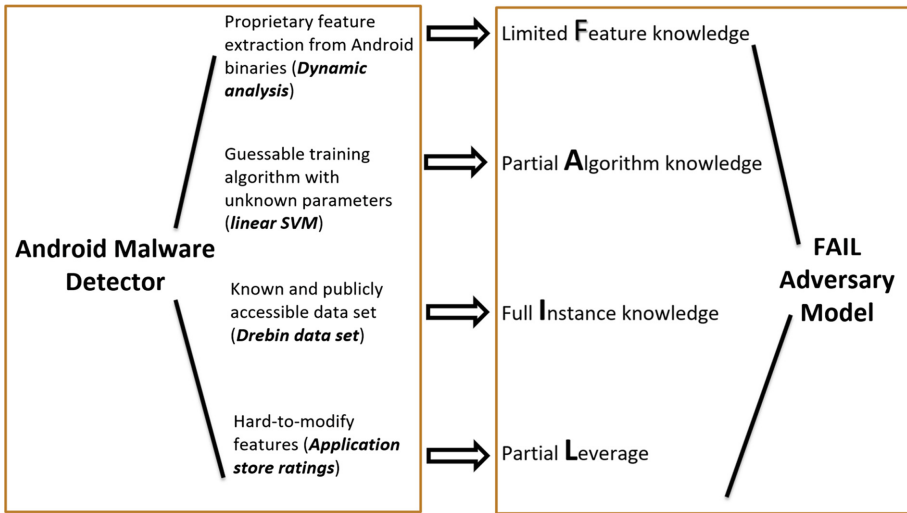 Proprietary feature
extraction from Android
binaries (Dynamic
analysis)
Limited Feature knowledge
Guessable training
algorithm with
unknown parameters
(linear SVM)
Partial Algorithm knowledge
Android Malware
Detector
FAIL
Adversary
Model
Known and publicly
accessible data set
(Drebin data set)
Full Instance knowledge
Hard-to-modify
features (Application
store ratings)
Partial Leverage